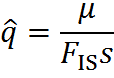 q̂ = μ / F_IS s